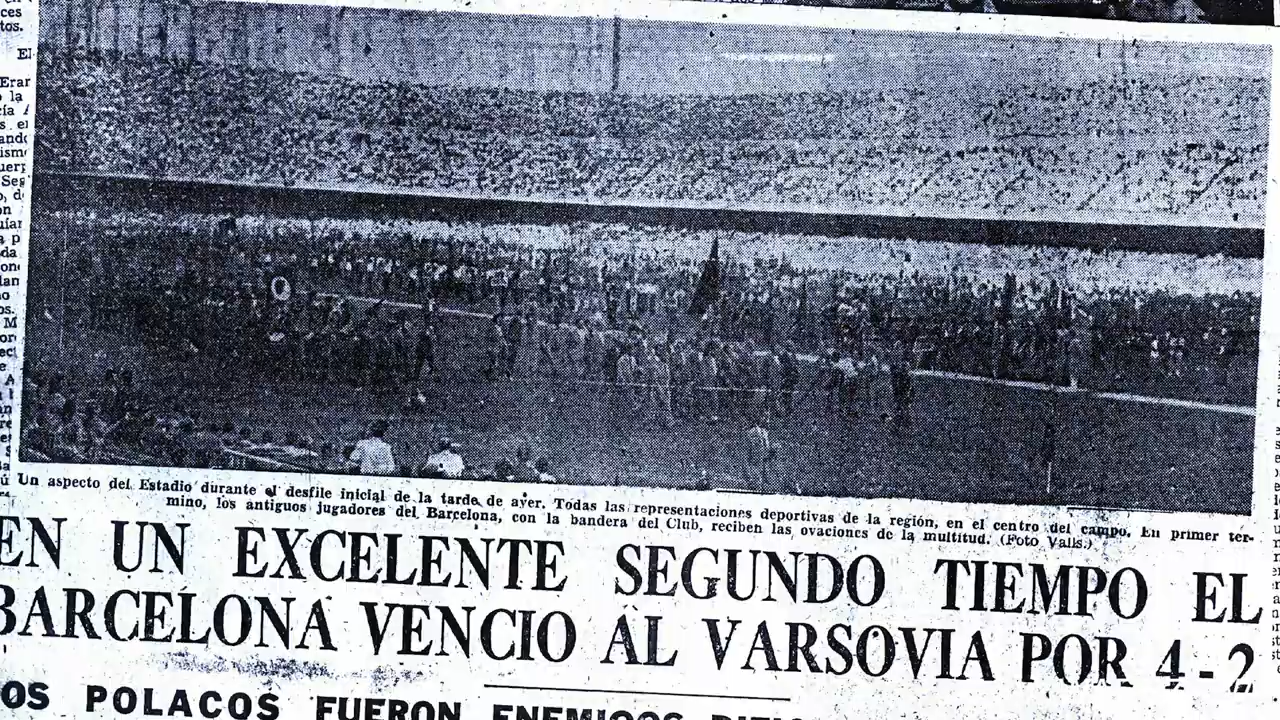 Un aspecto del Estadio durante el desfile inicial de la tarde de ayer. Todas las representaciones deportivas de la región, en el centro del campo. En primer ter-
mino, los antiguos jugadores del Barcelona, con la bandera del Club, reciben las ovaciones de la multitud. (Foto Valls.)
EN UN EXCELENTE SEGUNDO TIEMPO EL
BARCELONA VENCIO AL VARSOVIA POR 4-2
OS POLACOS FUERON ENEMIGOS